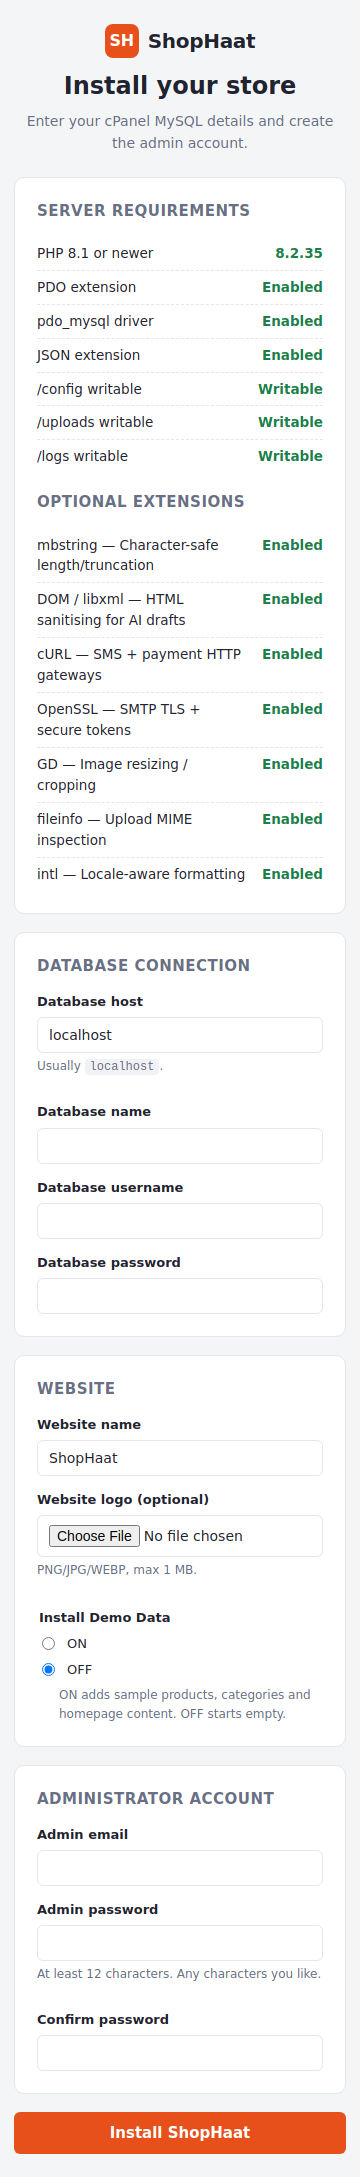 SH ShopHaat
Install your store
Enter your cPanel MySQL details and create
the admin account.
SERVER REQUIREMENTS
PHP 8.1 or newer 8.2.35
PDO extension Enabled
pdo_mysql driver Enabled
JSON extension Enabled
/config writable Writable
/uploads writable Writable
/logs writable Writable
OPTIONAL EXTENSIONS
mbstring — Character-safe Enabled
length/truncation
DOM / libxml — HTML Enabled
sanitising for AI drafts
cURL — SMS + payment HTTP Enabled
gateways
OpenSSL — SMTP TLS + Enabled
secure tokens
GD — Image resizing / Enabled
cropping
fileinfo — Upload MIME Enabled
inspection
intl — Locale-aware formatting Enabled
DATABASE CONNECTION
Database host
localhost
Usually localhost.
Database name
Database username
Database password
WEBSITE
Website name
ShopHaat
Website logo (optional)
Choose File No file chosen
PNG/JPG/WEBP, max 1 MB.
Install Demo Data
ON
OFF
ON adds sample products, categories and
homepage content. OFF starts empty.
ADMINISTRATOR ACCOUNT
Admin email
Admin password
At least 12 characters. Any characters you like.
Confirm password
Install ShopHaat